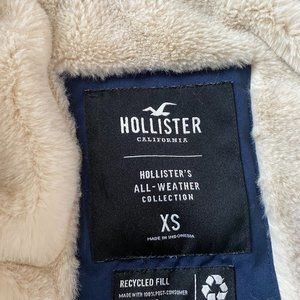 HOLLISTER
CALIFORNIA
HOLLISTER'S
ALL-WEATHER
COLLECTION
XS
MADE IN INDONESIA
RECYCLED FILL
MADE WITH 100% POST-CONSUMER